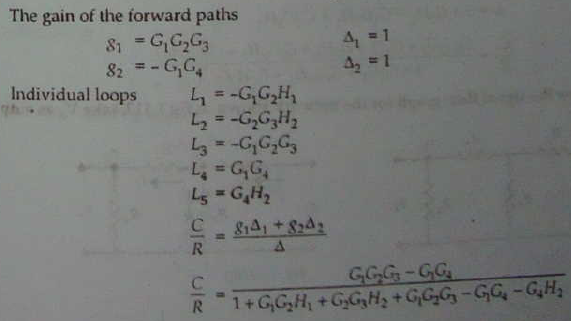 The gain of the forward paths
g₁ = G₁G₂G₃ Δ₁ = 1
g₂ = - G₁G₄ Δ₂ = 1
Individual loops L₁ = -G₁G₂H₁
L₂ = -G₂G₃H₂
L₃ = -G₁G₂G₃
L₄ = G₁G₄
L₅ = G₄H₂
C/R = (g₁Δ₁ + g₂Δ₂)/Δ
C/R = (G₁G₂G₃ - G₁G₄)/(1 + G₁G₂H₁ + G₂G₃H₂ + G₁G₂G₃ - G₁G₄ - G₄H₂)